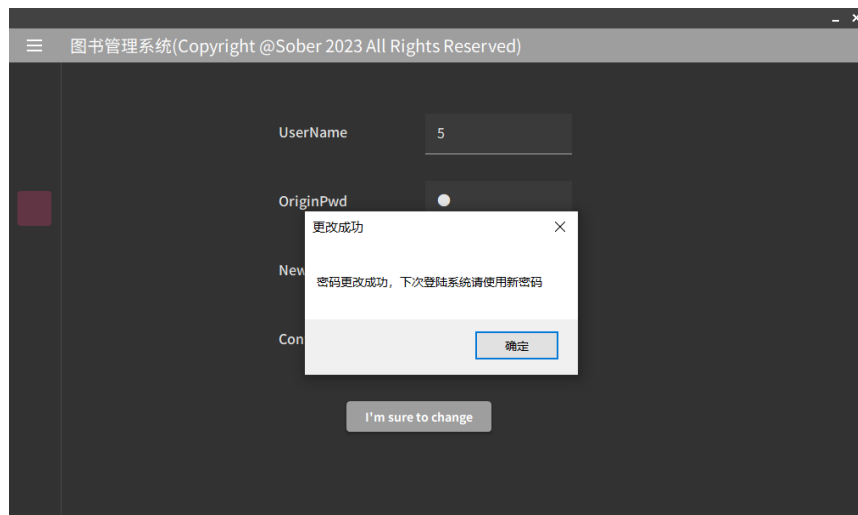 图书管理系统(Copyright @Sober 2023 All Rights Reserved)
UserName 5
OriginPwd
更改成功
New
密码更改成功，下次登陆系统请使用新密码
Con
确定
I'm sure to change